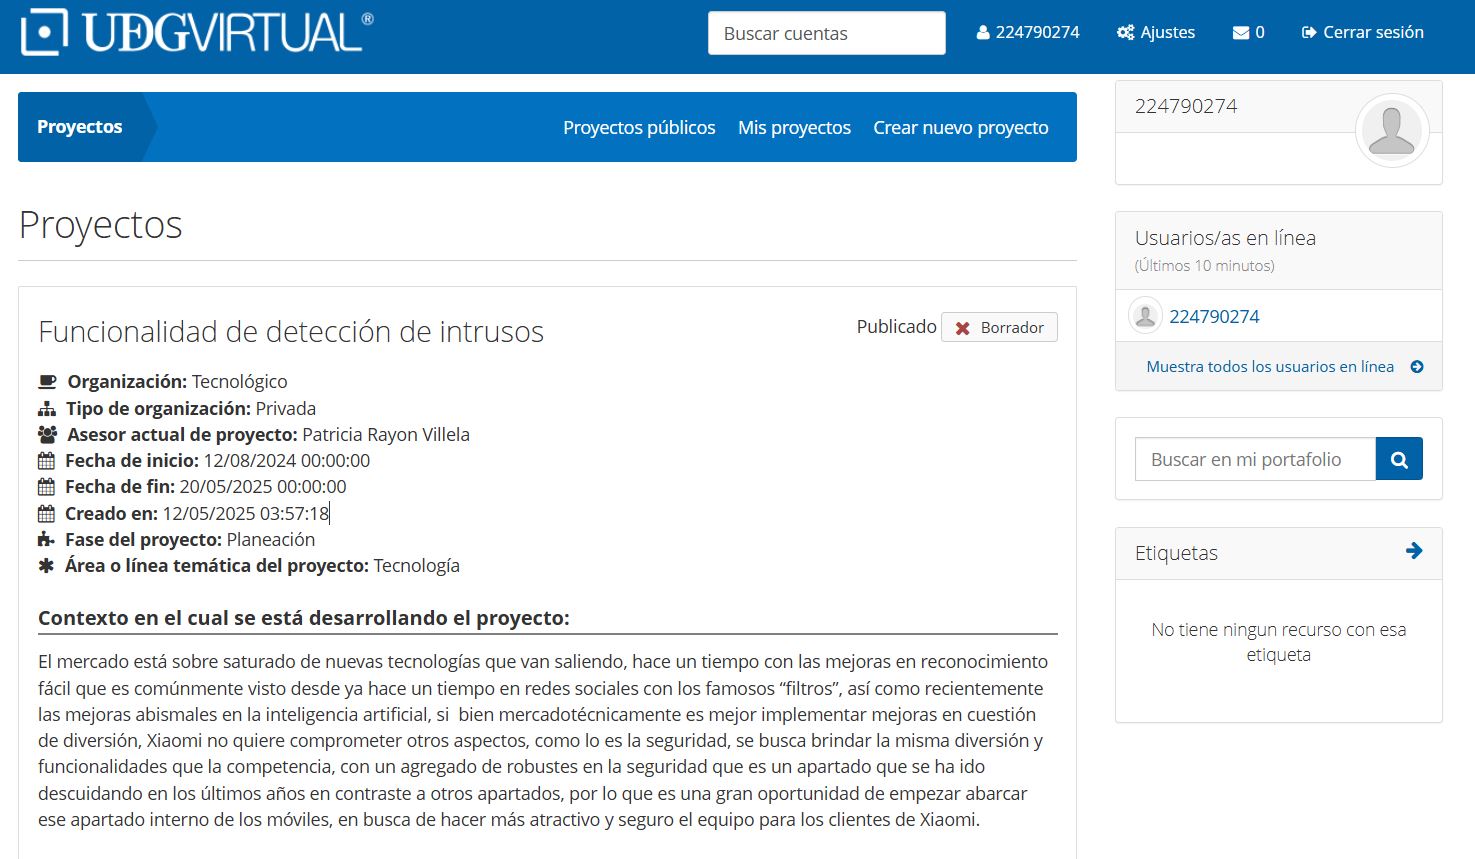 UDGVIRTUAL®
Buscar cuentas
224790274
Ajustes
0
Cerrar sesión
Proyectos
Proyectos públicos
Mis proyectos
Crear nuevo proyecto
Proyectos
Funcionalidad de detección de intrusos
Publicado
Borrador
Organización: Tecnológico
Tipo de organización: Privada
Asesor actual de proyecto: Patricia Rayon Villela
Fecha de inicio: 12/08/2024 00:00:00
Fecha de fin: 20/05/2025 00:00:00
Creado en: 12/05/2025 03:57:18
Fase del proyecto: Planeación
Área o línea temática del proyecto: Tecnología
Contexto en el cual se está desarrollando el proyecto:
El mercado está sobre saturado de nuevas tecnologías que van saliendo, hace un tiempo con las mejoras en reconocimiento
fácil que es comúnmente visto desde ya hace un tiempo en redes sociales con los famosos “filtros”, así como recientemente
las mejoras abismales en la inteligencia artificial, si  bien mercadotécnicamente es mejor implementar mejoras en cuestión
de diversión, Xiaomi no quiere comprometer otros aspectos, como lo es la seguridad, se busca brindar la misma diversión y
funcionalidades que la competencia, con un agregado de robustes en la seguridad que es un apartado que se ha ido
descuidando en los últimos años en contraste a otros apartados, por lo que es una gran oportunidad de empezar abarcar
ese apartado interno de los móviles, en busca de hacer más atractivo y seguro el equipo para los clientes de Xiaomi.
224790274
Usuarios/as en línea
(Últimos 10 minutos)
224790274
Muestra todos los usuarios en línea
Buscar en mi portafolio
Etiquetas
No tiene ningun recurso con esa
etiqueta